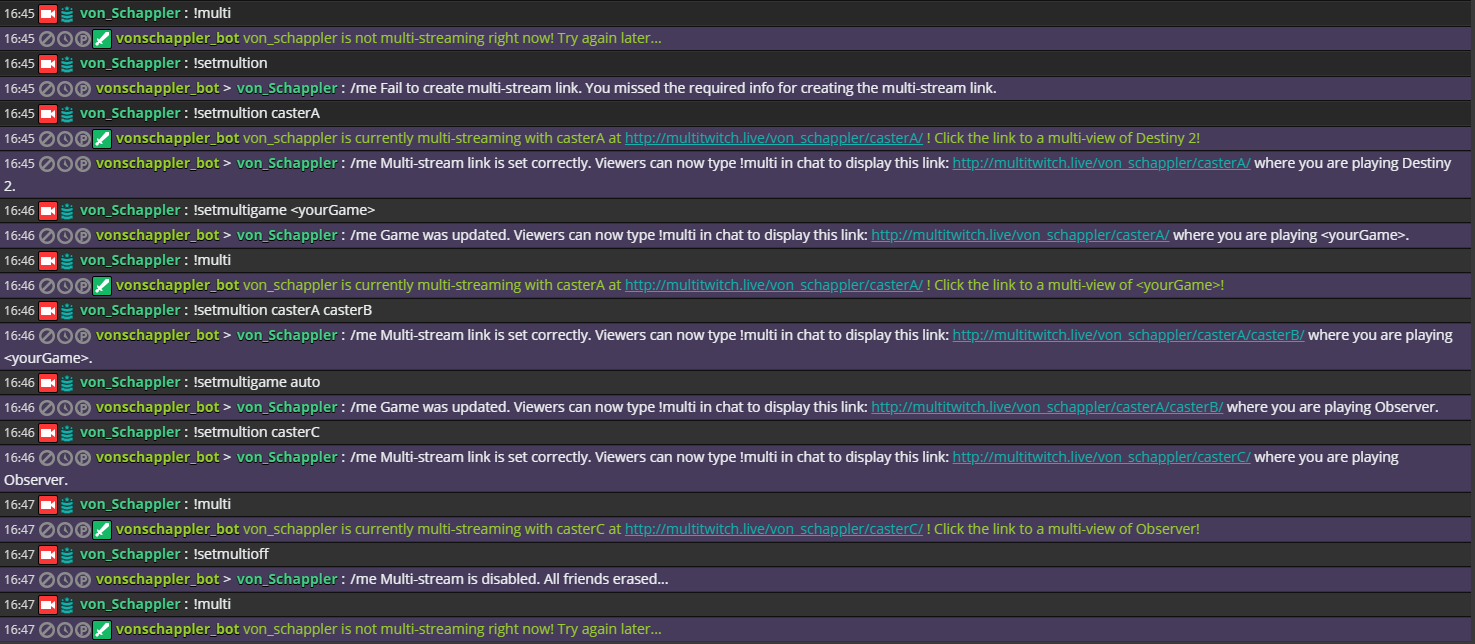 16:45 von_Schappler : !multi
16:45 vonschappler_bot von_schappler is not multi-streaming right now! Try again later...
16:45 von_Schappler : !setmultion
16:45 vonschappler_bot > von_Schappler : /me Fail to create multi-stream link. You missed the required info for creating the multi-stream link.
16:45 von_Schappler : !setmultion casterA
16:45 vonschappler_bot von_schappler is currently multi-streaming with casterA at http://multitwitch.live/von_schappler/casterA/ ! Click the link to a multi-view of Destiny 2!
16:45 vonschappler_bot > von_Schappler : /me Multi-stream link is set correctly. Viewers can now type !multi in chat to display this link: http://multitwitch.live/von_schappler/casterA/ where you are playing Destiny
2.
16:46 von_Schappler : !setmultigame <yourGame>
16:46 vonschappler_bot > von_Schappler : /me Game was updated. Viewers can now type !multi in chat to display this link: http://multitwitch.live/von_schappler/casterA/ where you are playing <yourGame>.
16:46 von_Schappler : !multi
16:46 vonschappler_bot von_schappler is currently multi-streaming with casterA at http://multitwitch.live/von_schappler/casterA/ ! Click the link to a multi-view of <yourGame>!
16:46 von_Schappler : !setmultion casterA casterB
16:46 vonschappler_bot > von_Schappler : /me Multi-stream link is set correctly. Viewers can now type !multi in chat to display this link: http://multitwitch.live/von_schappler/casterA/casterB/ where you are playing
<yourGame>.
16:46 von_Schappler : !setmultigame auto
16:46 vonschappler_bot > von_Schappler : /me Game was updated. Viewers can now type !multi in chat to display this link: http://multitwitch.live/von_schappler/casterA/casterB/ where you are playing Observer.
16:46 von_Schappler : !setmultion casterC
16:46 vonschappler_bot > von_Schappler : /me Multi-stream link is set correctly. Viewers can now type !multi in chat to display this link: http://multitwitch.live/von_schappler/casterC/ where you are playing
Observer.
16:47 von_Schappler : !multi
16:47 vonschappler_bot von_schappler is currently multi-streaming with casterC at http://multitwitch.live/von_schappler/casterC/ ! Click the link to a multi-view of Observer!
16:47 von_Schappler : !setmultioff
16:47 vonschappler_bot > von_Schappler : /me Multi-stream is disabled. All friends erased...
16:47 von_Schappler : !multi
16:47 vonschappler_bot von_schappler is not multi-streaming right now! Try again later...